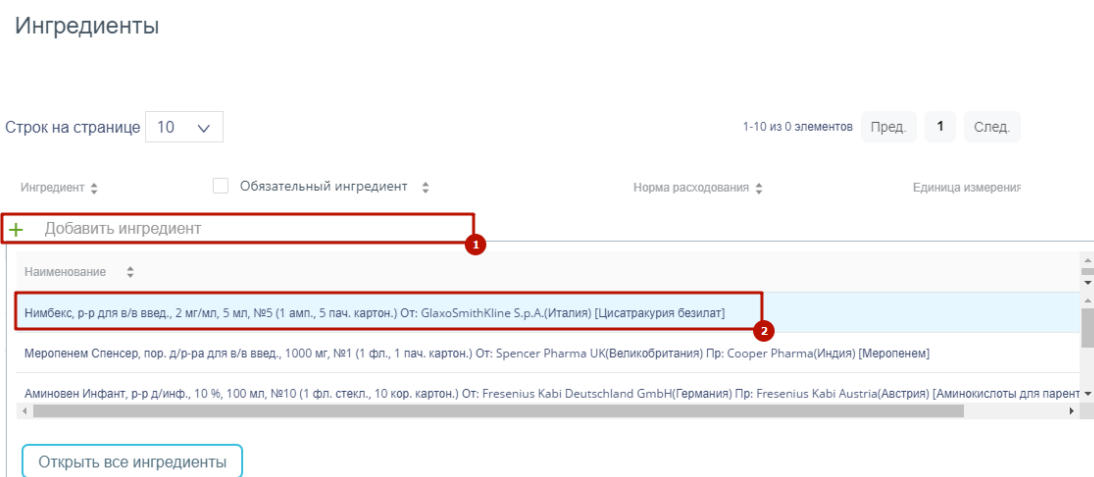 Ингредиенты
Строк на странице 10 1-10 из 0 элементов Пред. 1 След.
Ингредиент Обязательный ингредиент Норма расходования Единица измерения
+ Добавить ингредиент
1
Наименование
Нимбекс, р-р для в/в введ., 2 мг/мл, 5 мл, №5 (1 амп., 5 пач. картон.) От: GlaxoSmithKline S.p.A.(Италия) [Цисатракурия безилат]
2
Меропенем Спенсер, пор. д/р-ра для в/в введ., 1000 мг, №1 (1 фл., 1 пач. картон.) От: Spencer Pharma UK(Великобритания) Пр: Cooper Pharma(Индия) [Меропенем]
Аминовен Инфант, р-р д/инф., 10 %, 100 мл, №10 (1 фл. стекл., 10 кор. картон.) От: Fresenius Kabi Deutschland GmbH(Германия) Пр: Fresenius Kabi Austria(Австрия) [Аминокислоты для парент
Открыть все ингредиенты